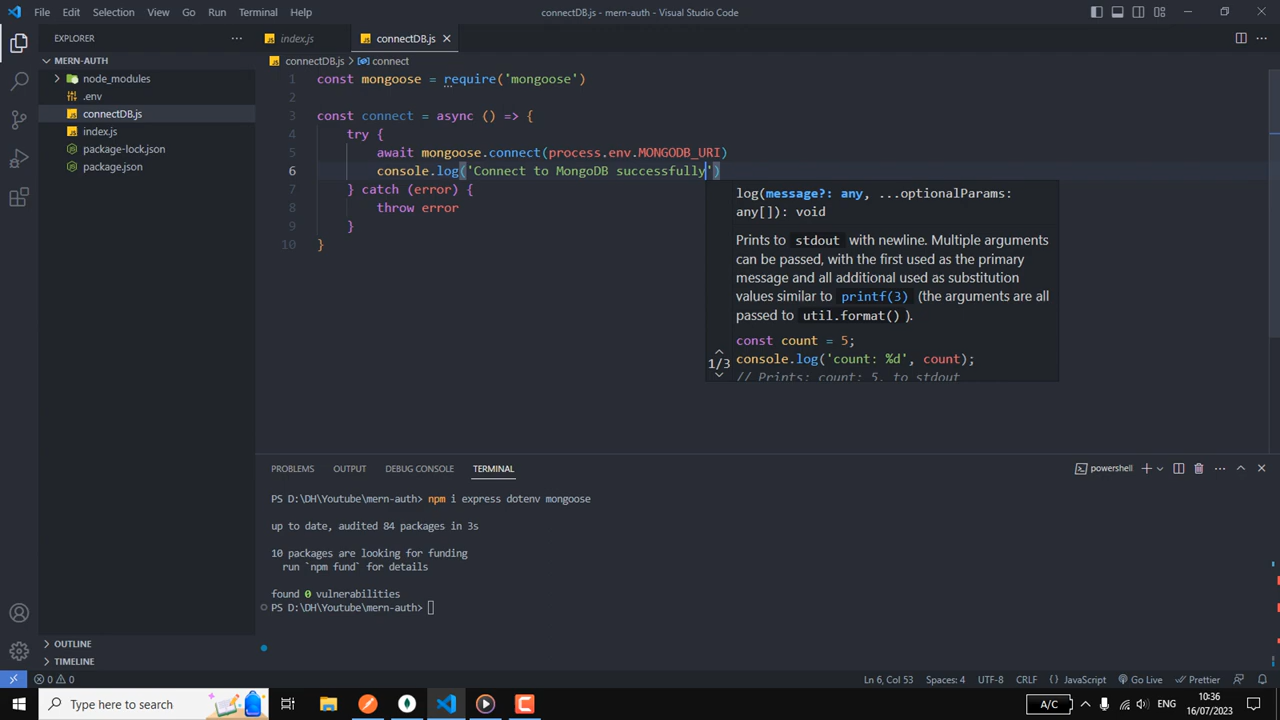 File Edit Selection View Go Run Terminal Help
connectDB.js - mern-auth - Visual Studio Code
EXPLORER
MERN-AUTH
node_modules
.env
connectDB.js
index.js
package-lock.json
package.json
OUTLINE
TIMELINE
index.js
connectDB.js
connectDB.js > connect
1 const mongoose = require('mongoose')
2
3 const connect = async () => {
4 try {
5 await mongoose.connect(process.env.MONGODB_URI)
6 console.log('Connect to MongoDB successfully')
7 } catch (error) {
8 throw error
9 }
10 }
log(message?: any, ...optionalParams:
any[]): void
Prints to stdout with newline. Multiple arguments
can be passed, with the first used as the primary
message and all additional used as substitution
values similar to printf(3) (the arguments are all
passed to util.format() ).
1/3
const count = 5;
console.log('count: %d', count);
// Prints: count: 5, to stdout
PROBLEMS OUTPUT DEBUG CONSOLE TERMINAL
powershell
PS D:\DH\Youtube\mern-auth> npm i express dotenv mongoose
up to date, audited 84 packages in 3s
10 packages are looking for funding
run `npm fund` for details
found 0 vulnerabilities
PS D:\DH\Youtube\mern-auth>
0 0
Ln 6, Col 53 Spaces: 4 UTF-8 CRLF {} JavaScript Go Live Prettier
Type here to search
A/C
ENG
10:36
16/07/2023